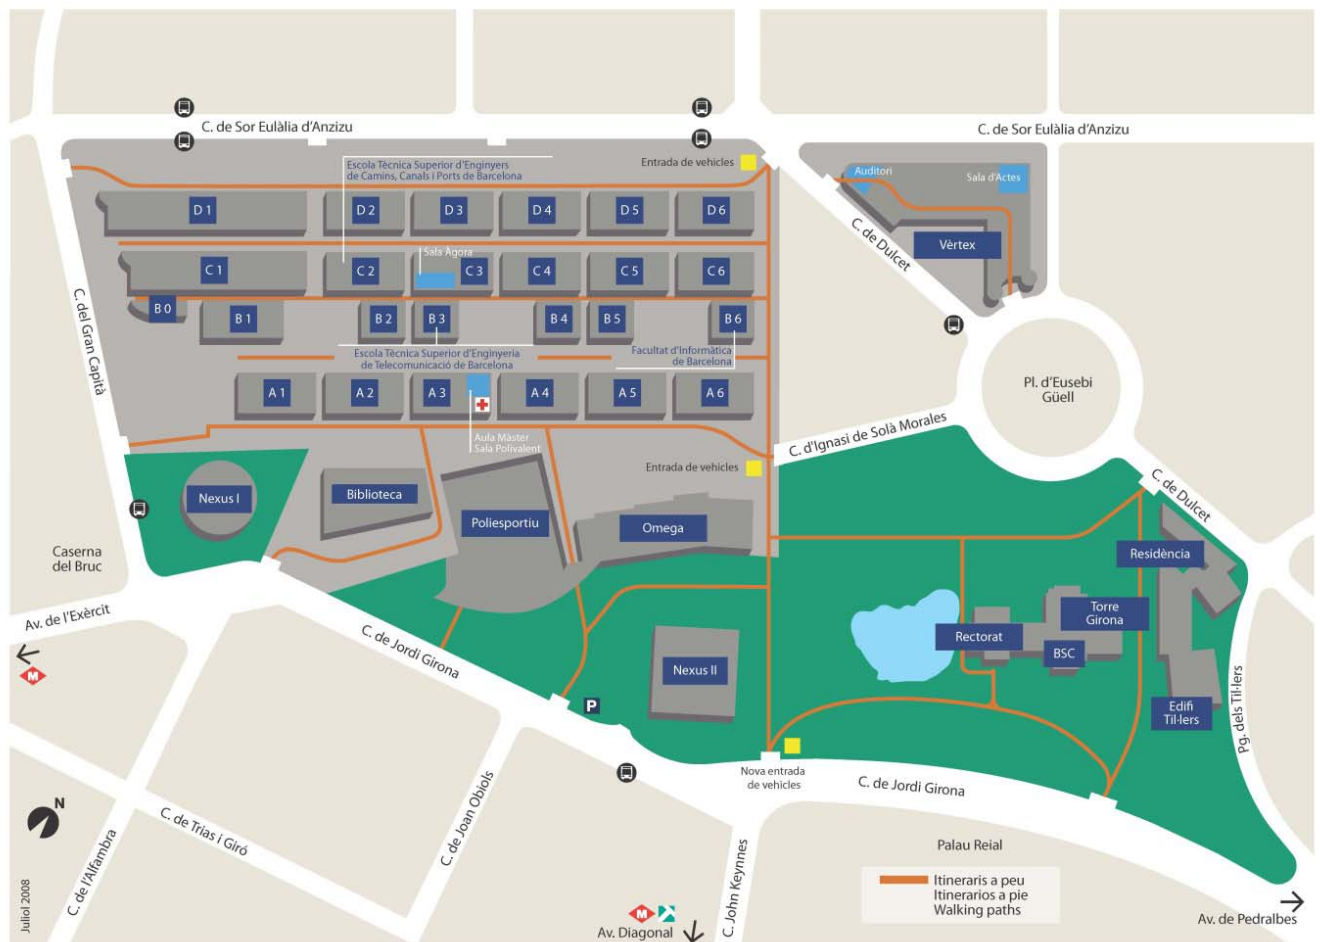 C. de Sor Eulàlia d'Anzizu
C. de Sor Eulàlia d'Anzizu
Escola Tècnica Superior d'Enginyers
de Camins, Canals i Ports de Barcelona
Entrada de vehicles
Auditori
Sala d'Actes
D 1
D 2
D 3
D 4
D 5
D 6
C. de Dulcet
Vèrtex
Sala Àgora
C 1
C 2
C 3
C 4
C 5
C 6
C. del Gran Capità
B 0
B 1
B 2
B 3
B 4
B 5
B 6
Escola Tècnica Superior d'Enginyeria
de Telecomunicació de Barcelona
Facultat d'Informàtica
de Barcelona
Pl. d'Eusebi
Güell
A 1
A 2
A 3
A 4
A 5
A 6
Aula Màster
Sala Polivalent
C. d'Ignasi de Solà Morales
Entrada de vehicles
C. de Dulcet
Nexus I
Biblioteca
Poliesportiu
Omega
Residència
Caserna
del Bruc
Av. de l'Exèrcit
M
C. de Jordi Girona
Rectorat
Torre
Girona
BSC
Nexus II
Edifi
Til·lers
Pg. dels Til·lers
P
Nova entrada
de vehicles
C. de Jordi Girona
N
C. de Trias i Giró
C. de l'Alfambra
C. de Joan Obiols
C. John Keynnes
Palau Reial
Itineraris a peu
Itinerarios a pie
Walking paths
Juliol 2008
M
Av. Diagonal
Av. de Pedralbes